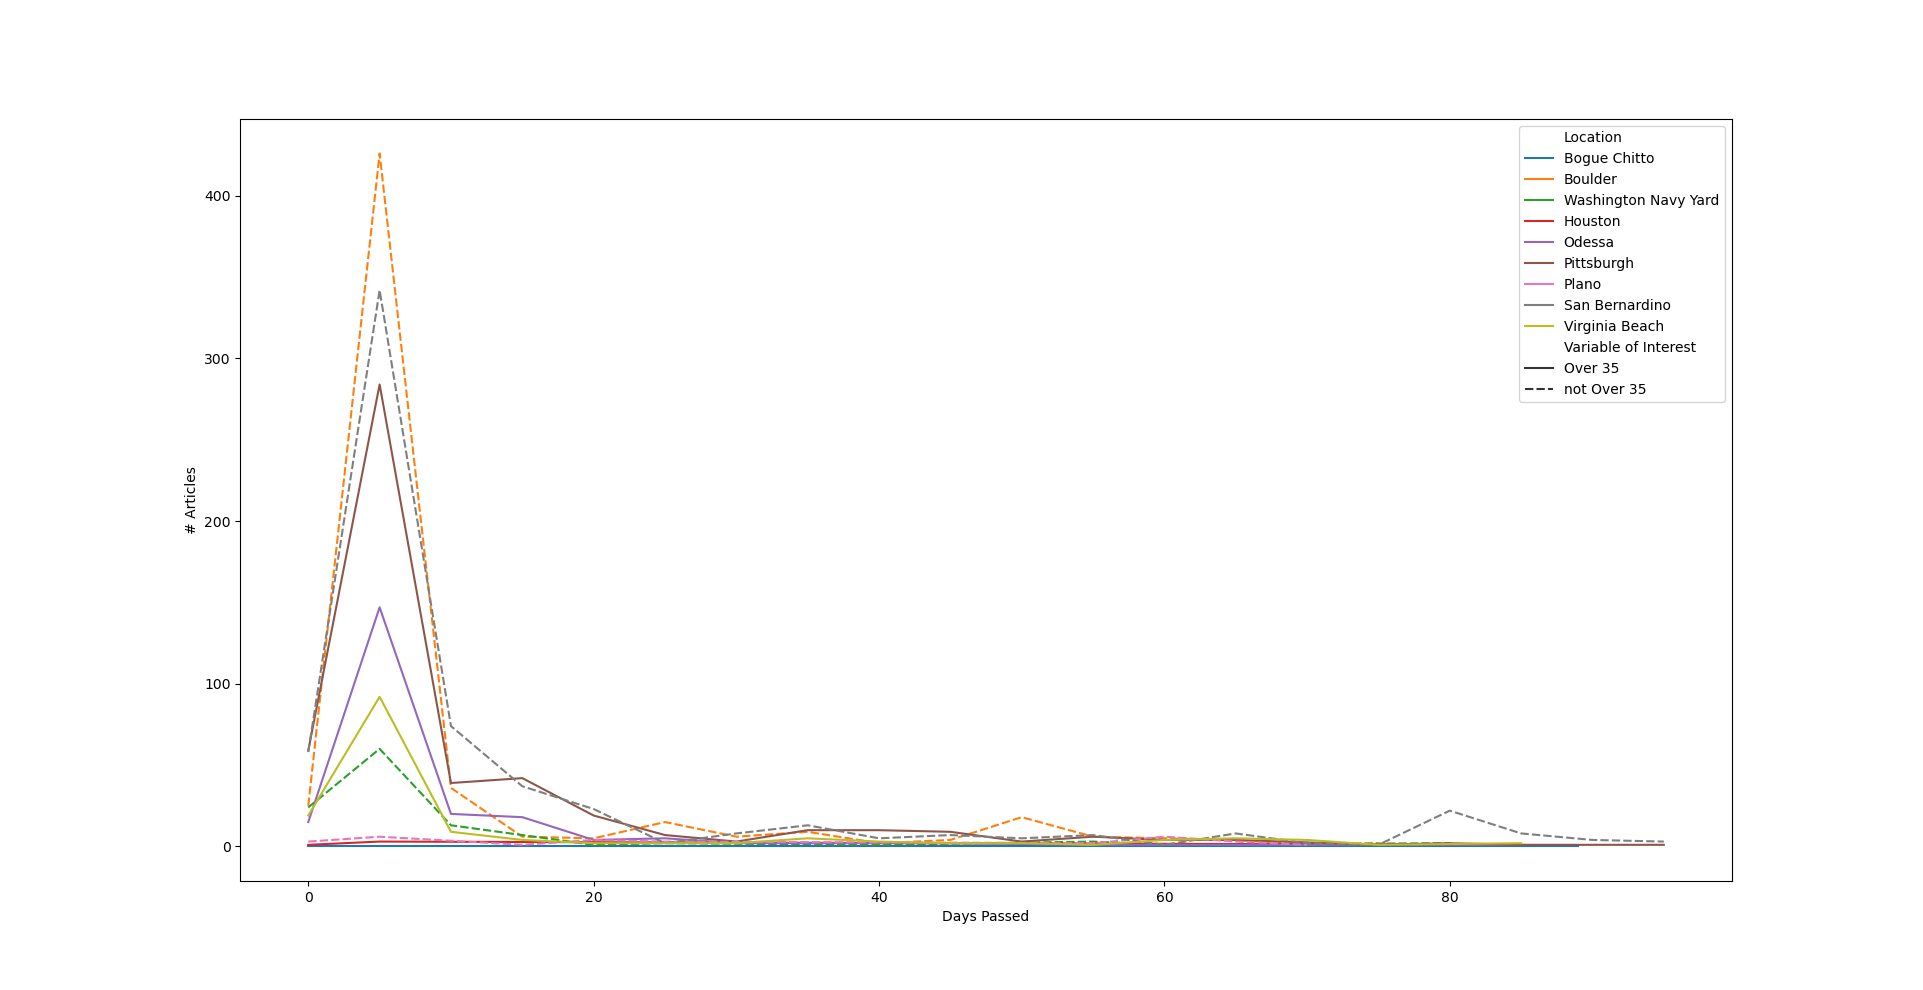 Location
Bogue Chitto
Boulder
Washington Navy Yard
Houston
Odessa
Pittsburgh
Plano
San Bernardino
Virginia Beach
Variable of Interest
Over 35
not Over 35
400
300
200
100
0
# Articles
0 20 40 60 80
Days Passed